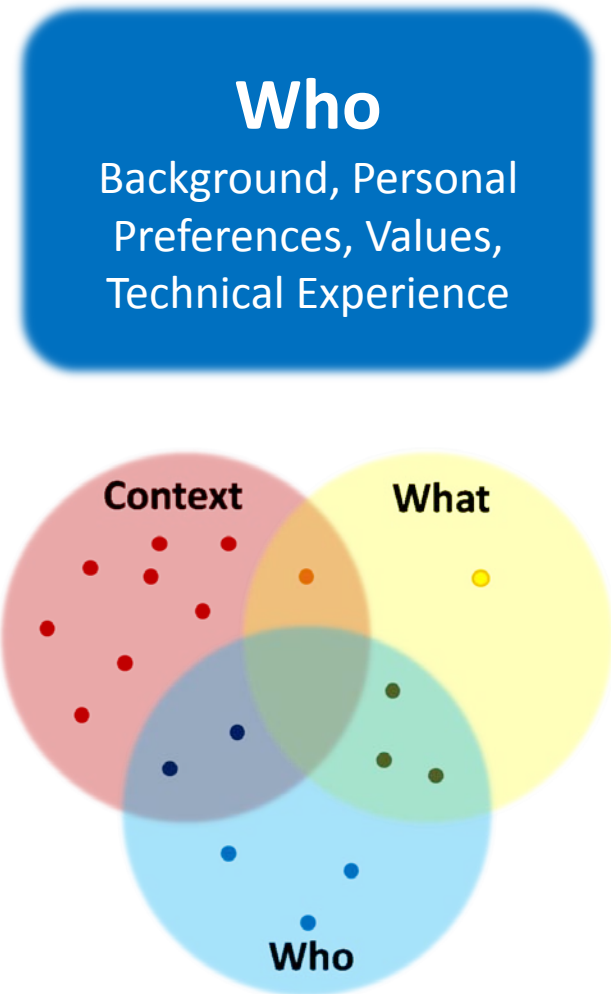 Who
Background, Personal
Preferences, Values,
Technical Experience
Context
What
Who